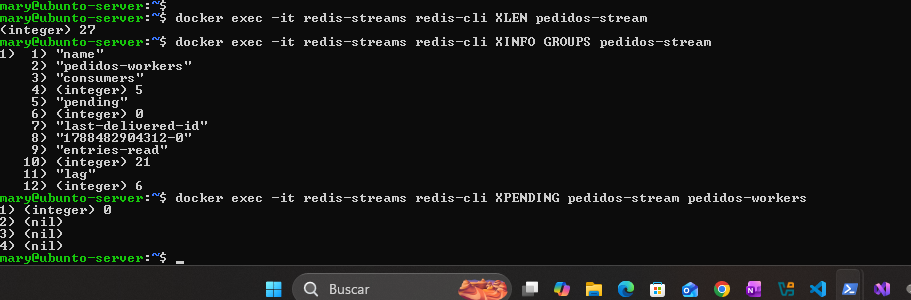 mary@ubunto-server:~$
mary@ubunto-server:~$ docker exec -it redis-streams redis-cli XLEN pedidos-stream
(integer) 27
mary@ubunto-server:~$ docker exec -it redis-streams redis-cli XINFO GROUPS pedidos-stream
1)  1) "name"
    2) "pedidos-workers"
    3) "consumers"
    4) (integer) 5
    5) "pending"
    6) (integer) 0
    7) "last-delivered-id"
    8) "1788482904312-0"
    9) "entries-read"
   10) (integer) 21
   11) "lag"
   12) (integer) 6
mary@ubunto-server:~$ docker exec -it redis-streams redis-cli XPENDING pedidos-stream pedidos-workers
1) (integer) 0
2) (nil)
3) (nil)
4) (nil)
mary@ubunto-server:~$
Buscar